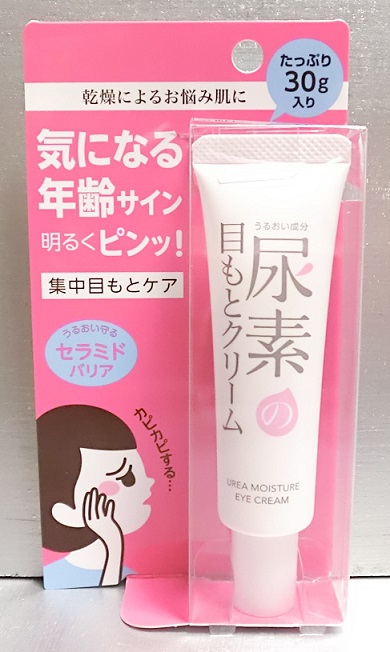 たっぷり
30g
入り
乾燥によるお悩み肌に
気になる
年齢サイン
明るくピンッ!
集中目もとケア
うるおい守る
セラミド
バリア
カピカピする…
うるおい成分
尿素の
目もとクリーム
UREA MOISTURE
EYE CREAM